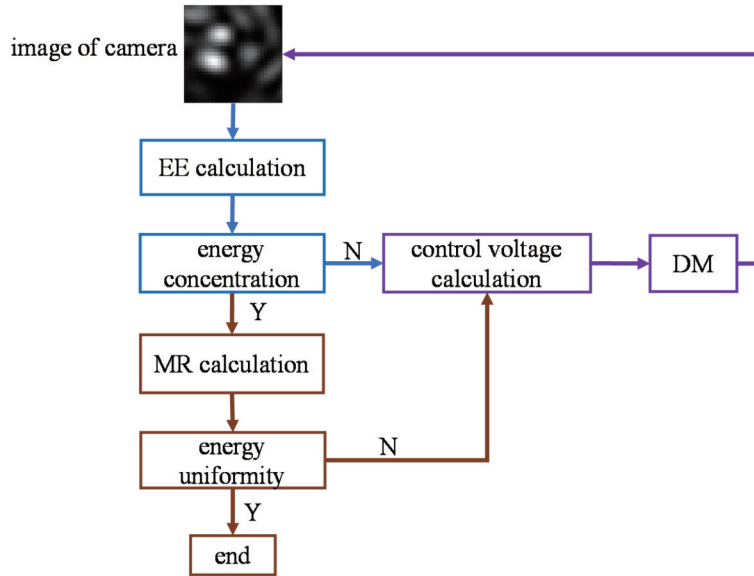 image of camera
EE calculation
energy
concentration
N
control voltage
calculation
DM
Y
MR calculation
energy
uniformity
N
Y
end